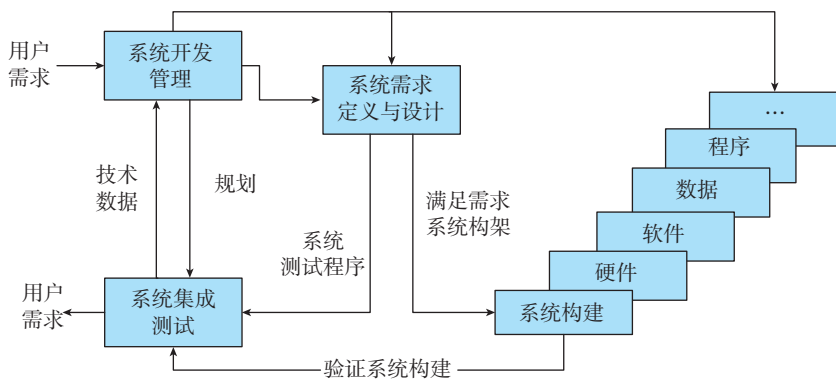 用户
需求
系统开发
管理
系统需求
定义与设计
…
程序
数据
软件
硬件
系统构建
技术
数据
规划
满足需求
系统构架
系统
测试程序
用户
需求
系统集成
测试
验证系统构建